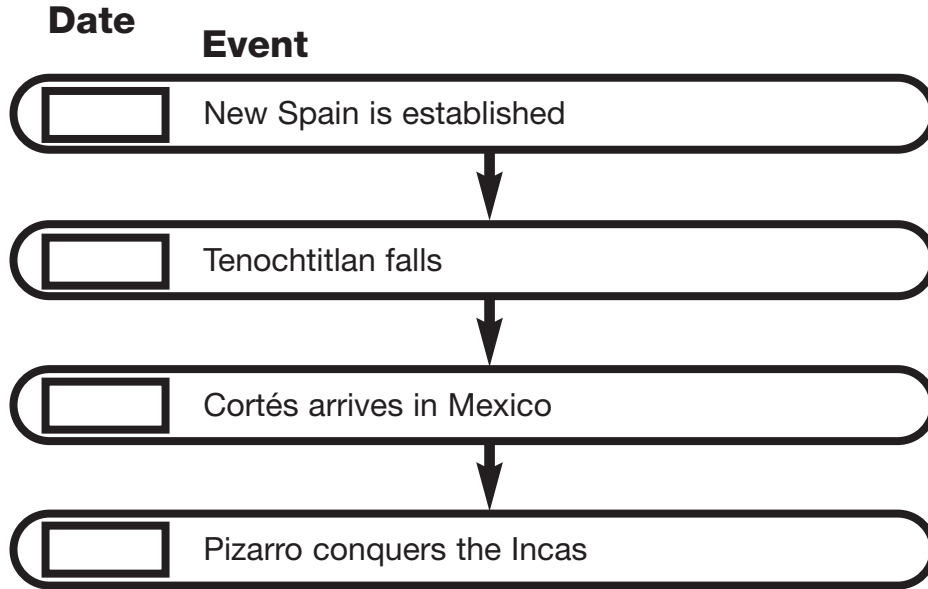 Date
Event
New Spain is established
Tenochtitlan falls
Cortés arrives in Mexico
Pizarro conquers the Incas